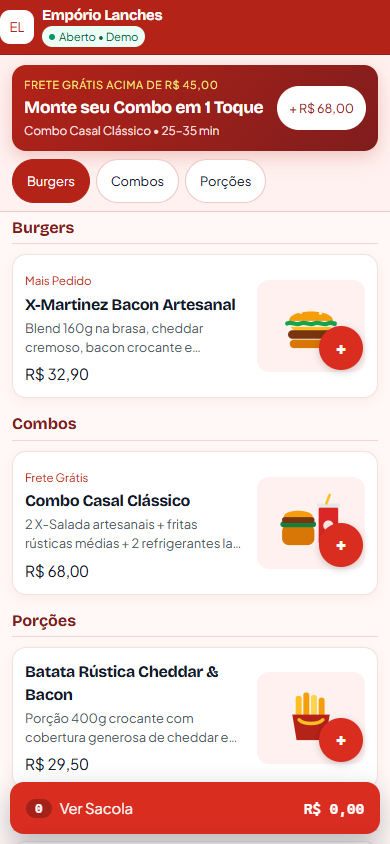 EL
Empório Lanches
Aberto • Demo
FRETE GRÁTIS ACIMA DE R$ 45,00
Monte seu Combo em 1 Toque
Combo Casal Clássico • 25–35 min
+ R$ 68,00
Burgers
Combos
Porções
Burgers
Mais Pedido
X-Martinez Bacon Artesanal
Blend 160g na brasa, cheddar
cremoso, bacon crocante e...
R$ 32,90
+
Combos
Frete Grátis
Combo Casal Clássico
2 X-Salada artesanais + fritas
rústicas médias + 2 refrigerantes la...
R$ 68,00
+
Porções
Batata Rústica Cheddar &
Bacon
Porção 400g crocante com
cobertura generosa de cheddar e...
R$ 29,50
+
0
Ver Sacola
R$ 0,00